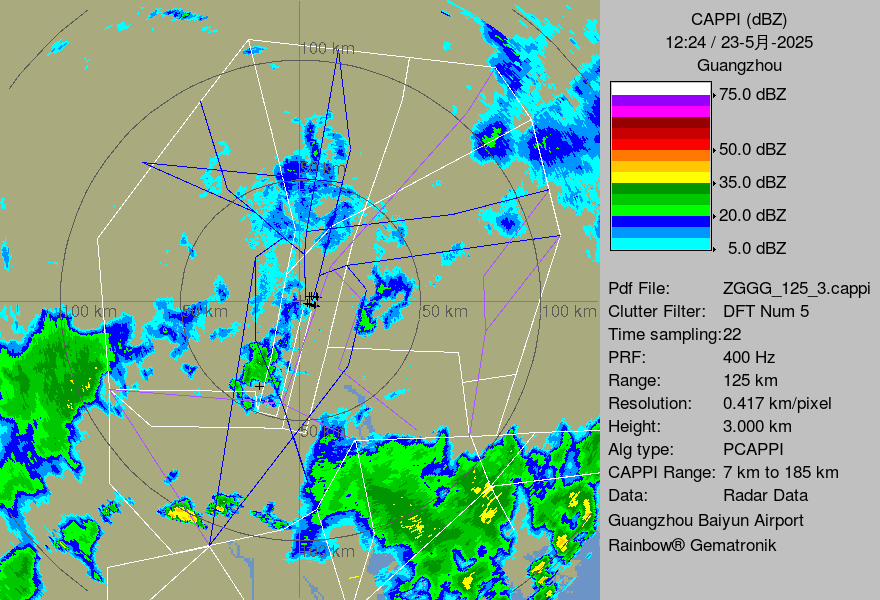 CAPPI (dBZ)
12:24 / 23-5月-2025
Guangzhou
75.0 dBZ
50.0 dBZ
35.0 dBZ
20.0 dBZ
5.0 dBZ
Pdf File: ZGGG_125_3.cappi
Clutter Filter: DFT Num 5
Time sampling:22
PRF: 400 Hz
Range: 125 km
Resolution: 0.417 km/pixel
Height: 3.000 km
Alg type: PCAPPI
CAPPI Range: 7 km to 185 km
Data: Radar Data
Guangzhou Baiyun Airport
Rainbow® Gematronik
100 km
50 km
100 km
50 km
50 km
100 km
50 km
100 km